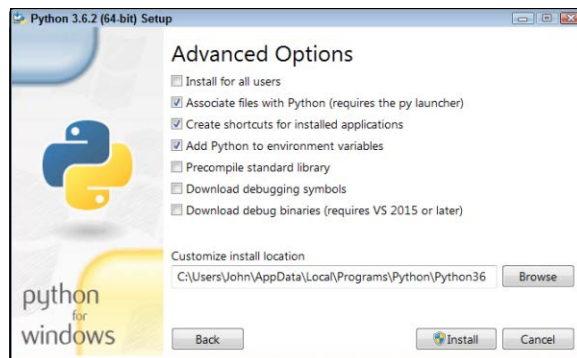 Python 3.6.2 (64-bit) Setup
Advanced Options
Install for all users
Associate files with Python (requires the py launcher)
Create shortcuts for installed applications
Add Python to environment variables
Precompile standard library
Download debugging symbols
Download debug binaries (requires VS 2015 or later)
Customize install location
C:\Users\John\AppData\Local\Programs\Python\Python36
Browse
python
for
windows
Back
Install
Cancel